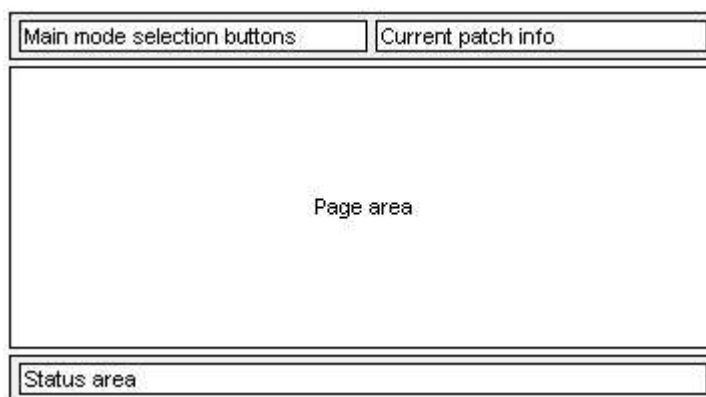 Main mode selection buttons
Current patch info
Page area
Status area